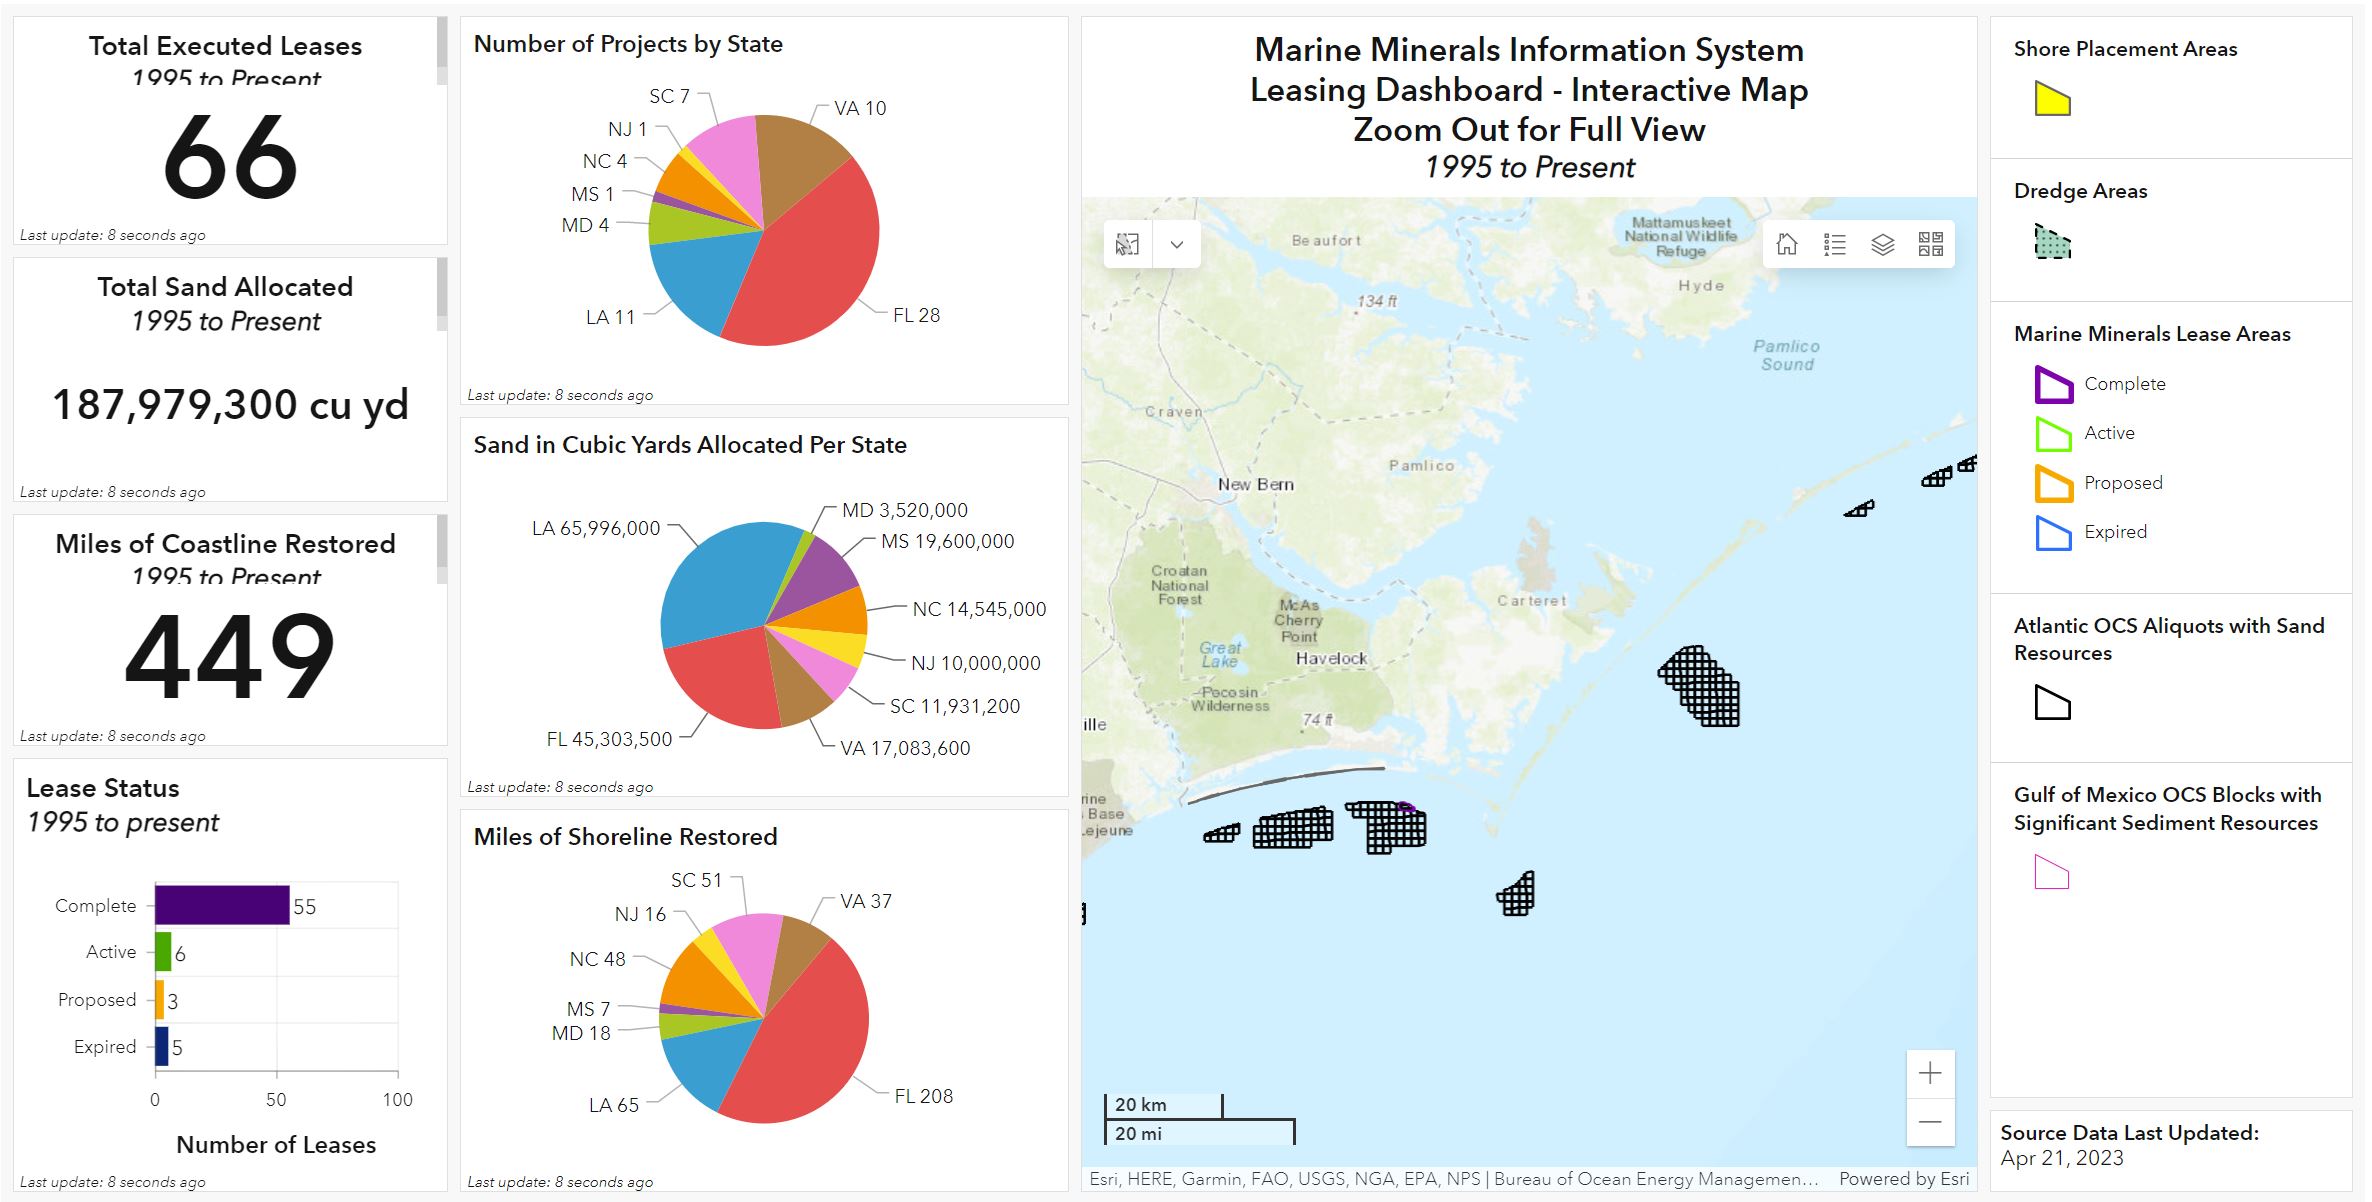 Total Executed Leases
1995 to Present
66
Last update: 8 seconds ago
Total Sand Allocated
1995 to Present
187,979,300 cu yd
Last update: 8 seconds ago
Miles of Coastline Restored
1995 to Present
449
Last update: 8 seconds ago
Lease Status
1995 to present
Complete
55
Active
6
Proposed
3
Expired
5
0
50
100
Number of Leases
Last update: 8 seconds ago
Number of Projects by State
SC 7
VA 10
NJ 1
NC 4
MS 1
MD 4
LA 11
FL 28
Last update: 8 seconds ago
Sand in Cubic Yards Allocated Per State
MD 3,520,000
LA 65,996,000
MS 19,600,000
NC 14,545,000
NJ 10,000,000
SC 11,931,200
FL 45,303,500
VA 17,083,600
Last update: 8 seconds ago
Miles of Shoreline Restored
SC 51
VA 37
NJ 16
NC 48
MS 7
MD 18
LA 65
FL 208
Last update: 8 seconds ago
Marine Minerals Information System
Leasing Dashboard - Interactive Map
Zoom Out for Full View
1995 to Present
Mattamuskeet
National Wildlife
Refuge
Beaufort
Hyde
134 ft
Pamlico
Sound
Craven
Pamlico
New Bern
Croatan
National
Forest
McAs
Cherry
Point
Carteret
Great
Lake
Havelock
Pocosin
Wilderness
74 ft
ille
rine
Base
Lejeune
20 km
20 mi
Esri, HERE, Garmin, FAO, USGS, NGA, EPA, NPS | Bureau of Ocean Energy Managemen...
Powered by Esri
Shore Placement Areas
Dredge Areas
Marine Minerals Lease Areas
Complete
Active
Proposed
Expired
Atlantic OCS Aliquots with Sand
Resources
Gulf of Mexico OCS Blocks with
Significant Sediment Resources
Source Data Last Updated:
Apr 21, 2023